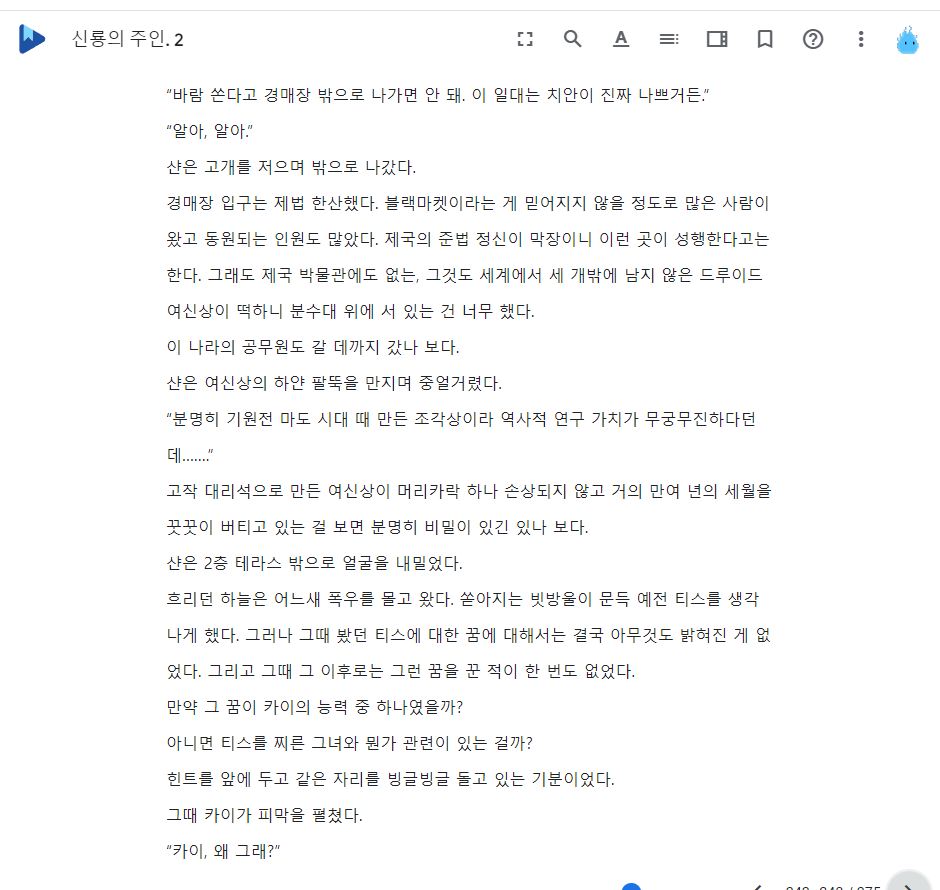 신룡의 주인. 2
"바람 쐰다고 경매장 밖으로 나가면 안 돼. 이 일대는 치안이 진짜 나쁘거든."
"알아, 알아."
샨은 고개를 저으며 밖으로 나갔다.
경매장 입구는 제법 한산했다. 블랙마켓이라는 게 믿어지지 않을 정도로 많은 사람이
왔고 동원되는 인원도 많았다. 제국의 준법 정신이 막장이니 이런 곳이 성행한다고는
한다. 그래도 제국 박물관에도 없는, 그것도 세계에서 세 개밖에 남지 않은 드루이드
여신상이 떡하니 분수대 위에 서 있는 건 너무 했다.
이 나라의 공무원도 갈 데까지 갔나 보다.
샨은 여신상의 하얀 팔뚝을 만지며 중얼거렸다.
"분명히 기원전 마도 시대 때 만든 조각상이라 역사적 연구 가치가 무궁무진하다던
데……."
고작 대리석으로 만든 여신상이 머리카락 하나 손상되지 않고 거의 만여 년의 세월을
꿋꿋이 버티고 있는 걸 보면 분명히 비밀이 있긴 있나 보다.
샨은 2층 테라스 밖으로 얼굴을 내밀었다.
흐리던 하늘은 어느새 폭우를 몰고 왔다. 쏟아지는 빗방울이 문득 예전 티스를 생각
나게 했다. 그러나 그때 봤던 티스에 대한 꿈에 대해서는 결국 아무것도 밝혀진 게 없
었다. 그리고 그때 그 이후로는 그런 꿈을 꾼 적이 한 번도 없었다.
만약 그 꿈이 카이의 능력 중 하나였을까?
아니면 티스를 찌른 그녀와 뭔가 관련이 있는 걸까?
힌트를 앞에 두고 같은 자리를 빙글빙글 돌고 있는 기분이었다.
그때 카이가 피막을 펼쳤다.
"카이, 왜 그래?"